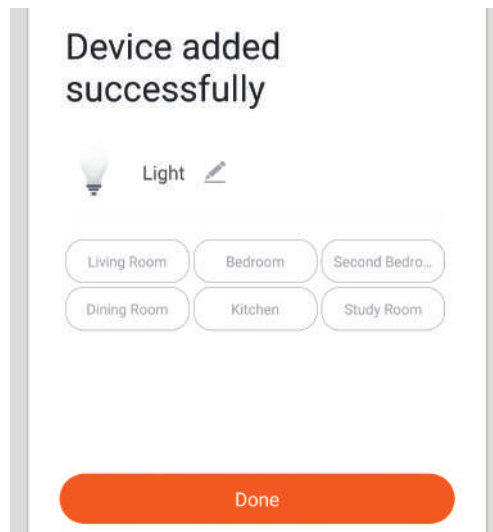 Device added
successfully
Light
Living Room Bedroom Second Bedro...
Dining Room Kitchen Study Room
Done